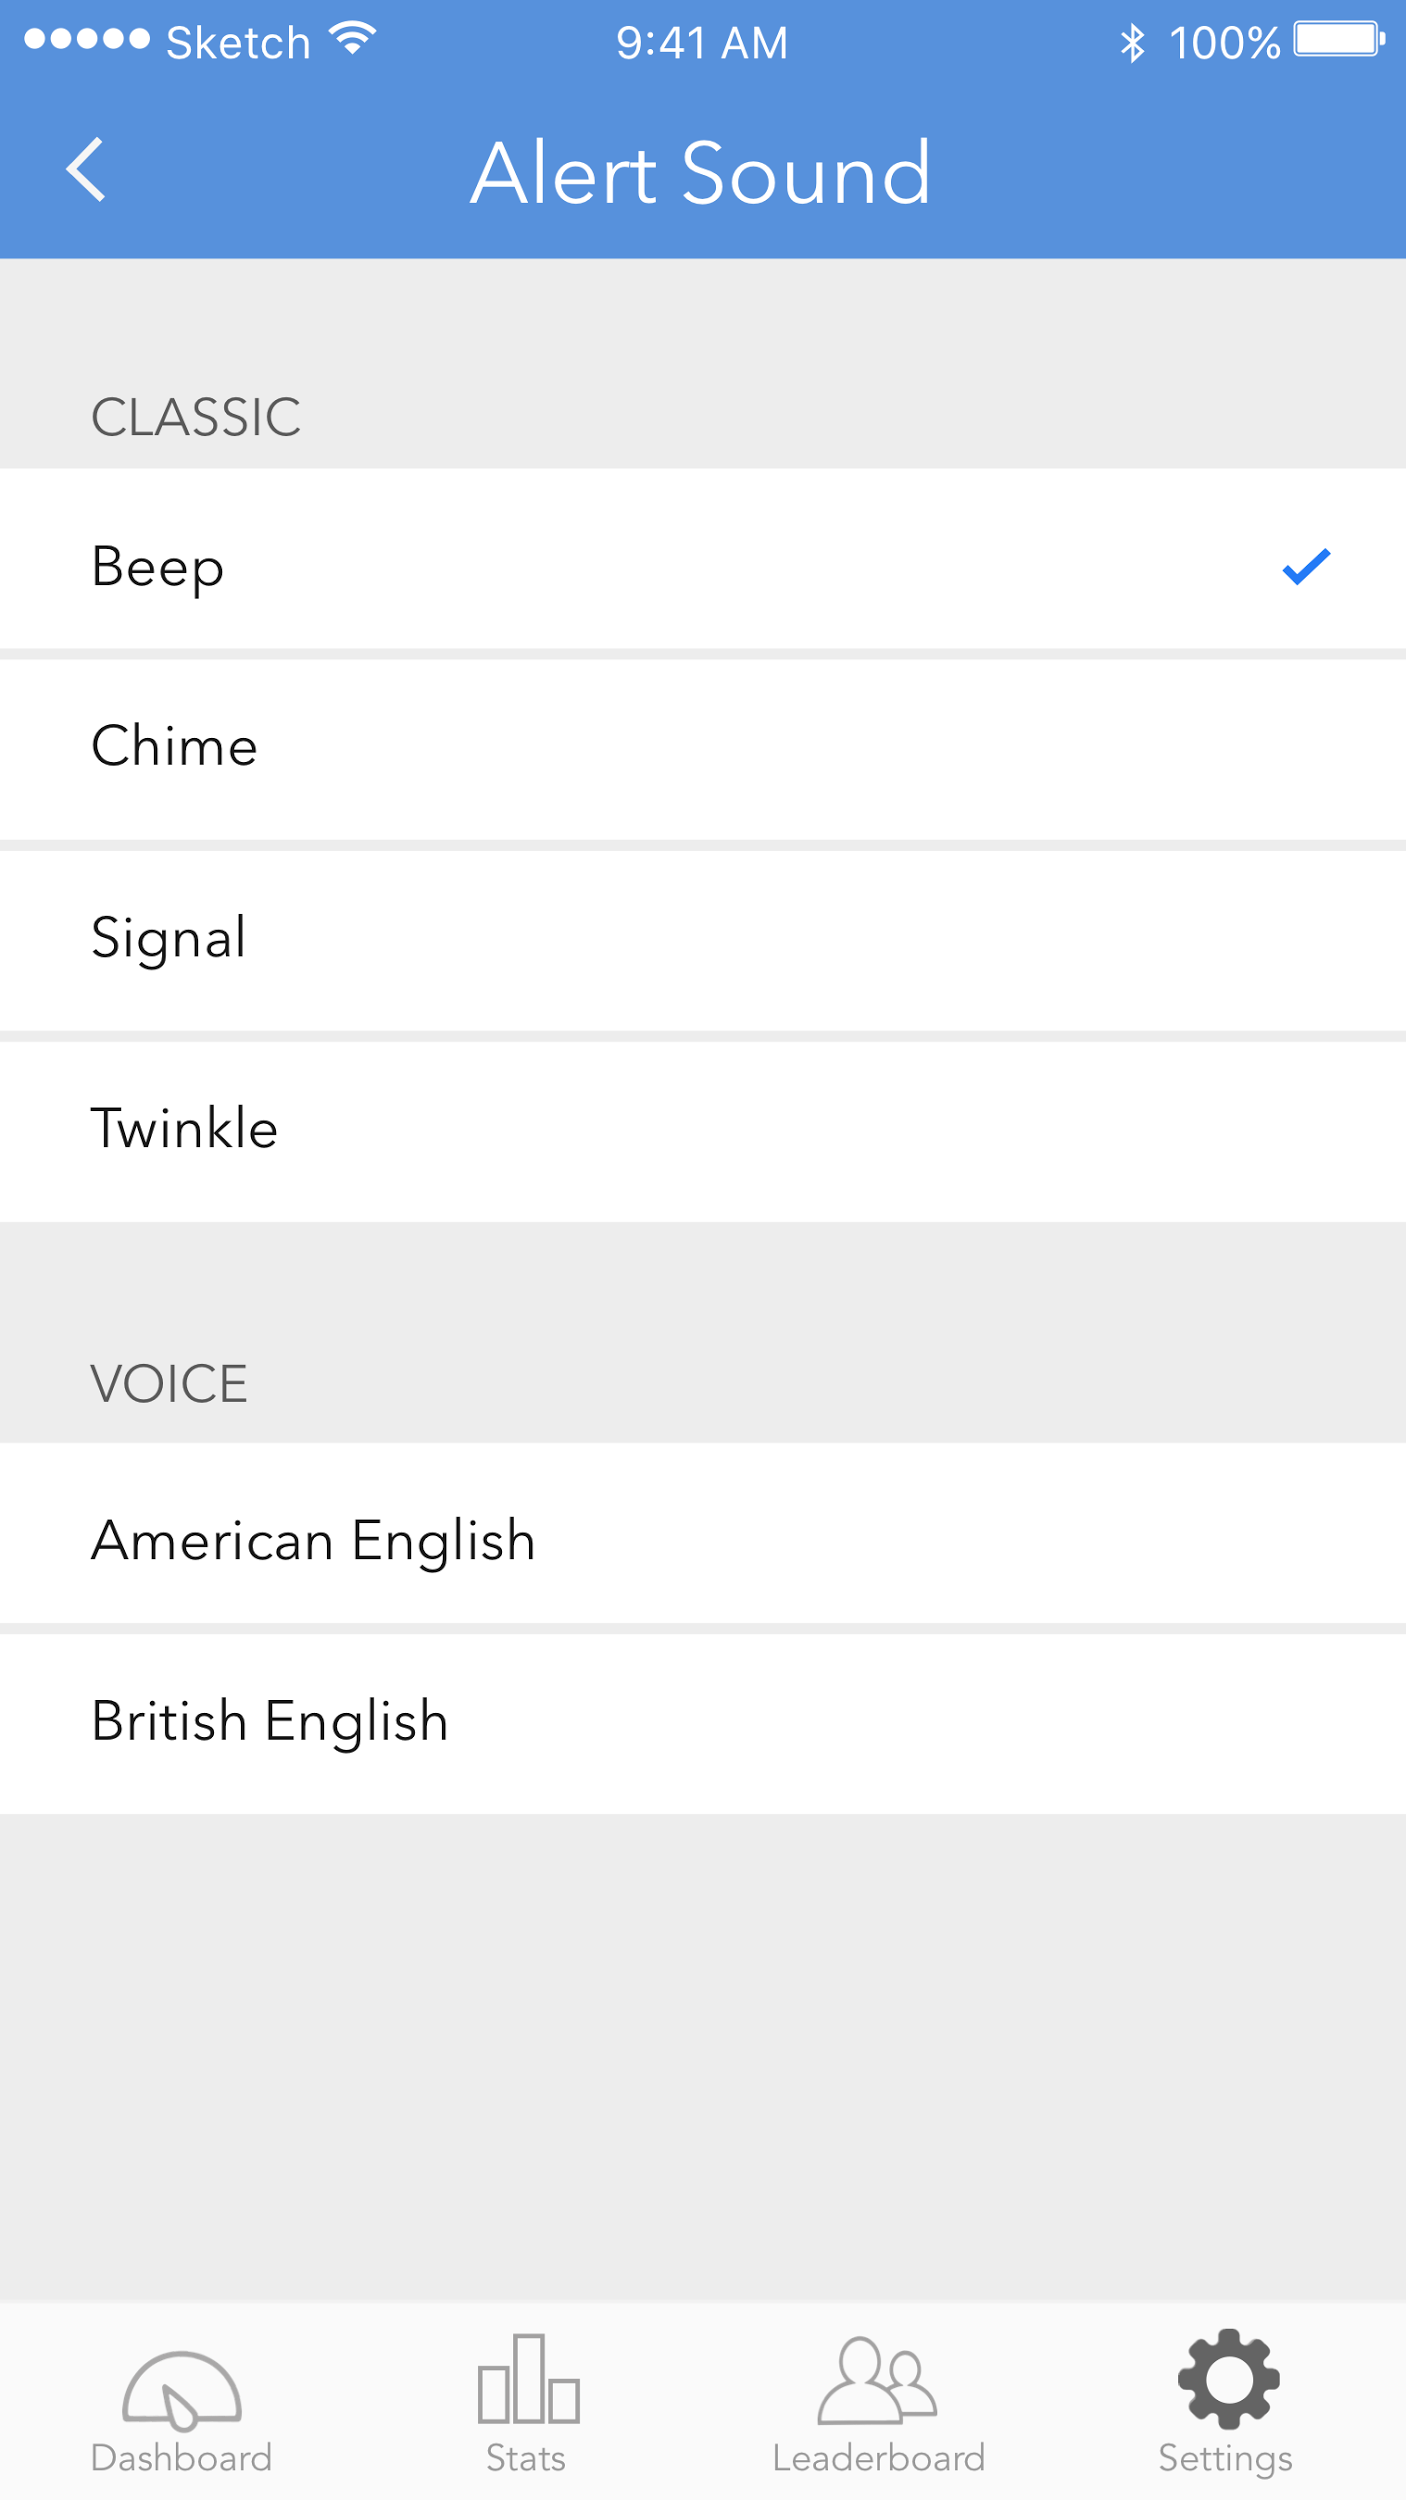 Sketch 9:41 AM 100%
Alert Sound
CLASSIC
Beep
Chime
Signal
Twinkle
VOICE
American English
British English
Dashboard Stats Leaderboard Settings